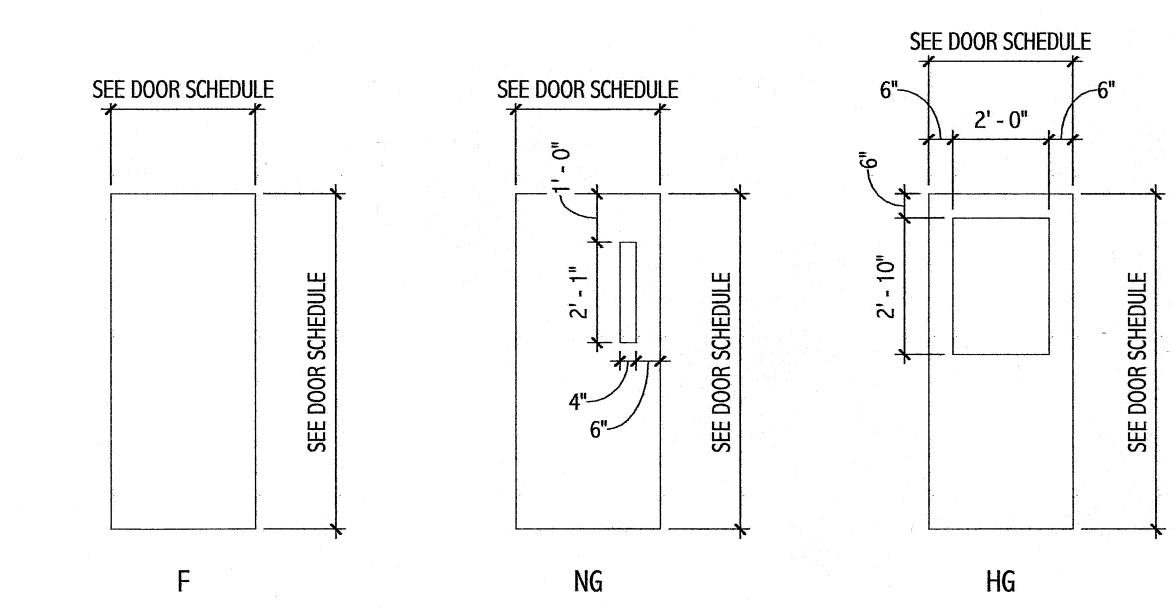 SEE DOOR SCHEDULE
SEE DOOR SCHEDULE
F
SEE DOOR SCHEDULE
1' - 0"
2' - 1"
4"
6"
SEE DOOR SCHEDULE
NG
SEE DOOR SCHEDULE
6"
2' - 0"
6"
6"
2' - 10"
SEE DOOR SCHEDULE
HG